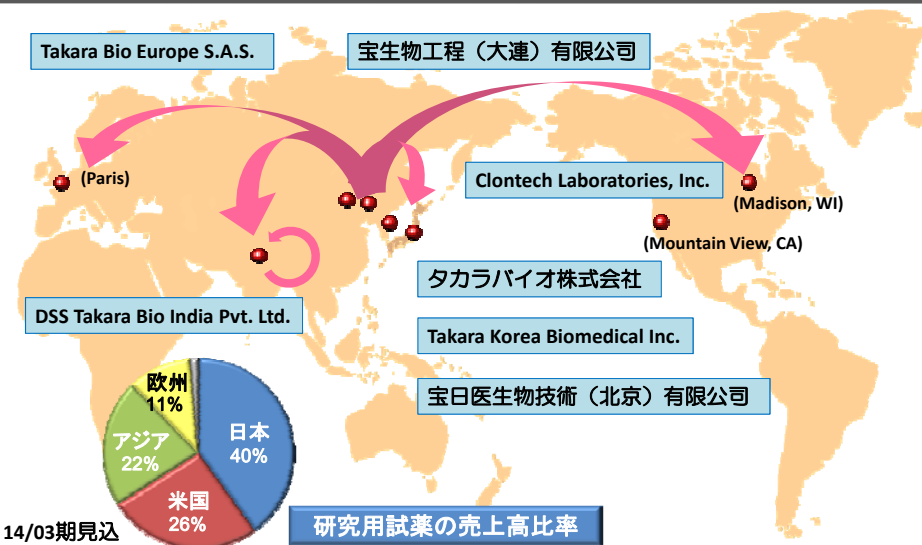 Takara Bio Europe S.A.S.
宝生物工程（大連）有限公司
(Paris)
Clontech Laboratories, Inc.
(Madison, WI)
(Mountain View, CA)
タカラバイオ株式会社
DSS Takara Bio India Pvt. Ltd.
Takara Korea Biomedical Inc.
宝日医生物技術（北京）有限公司
欧州
11%
日本
40%
アジア
22%
米国
26%
14/03期見込
研究用試薬の売上高比率